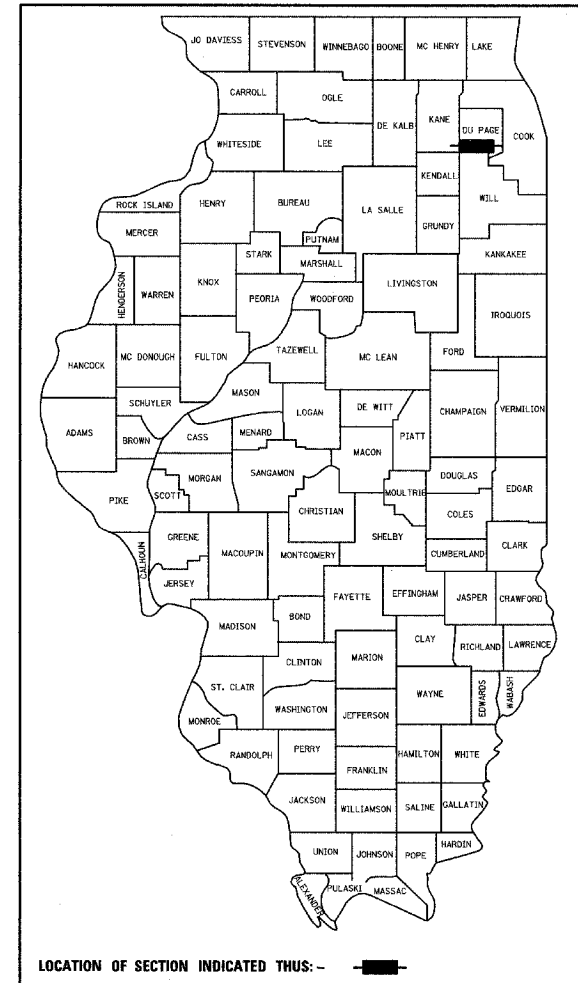 JO DAVIESS STEVENSON WINNEBAGO BOONE MC HENRY LAKE
CARROLL OGLE DE KALB KANE DU PAGE COOK
WHITESIDE LEE
KENDALL WILL
ROCK ISLAND HENRY BUREAU LA SALLE GRUNDY
MERCER PUTNAM
STARK MARSHALL KANKAKEE
HENDERSON WARREN KNOX PEORIA WOODFORD LIVINGSTON IROQUOIS
HANCOCK MC DONOUGH FULTON TAZEWELL MC LEAN FORD
SCHUYLER MASON LOGAN DE WITT CHAMPAIGN VERMILION
ADAMS BROWN CASS MENARD MACON PIATT
PIKE SCOTT MORGAN SANGAMON CHRISTIAN MOULTRIE DOUGLAS EDGAR
COLES
CALHOUN GREENE MACOUPIN MONTGOMERY SHELBY CUMBERLAND CLARK
JERSEY FAYETTE EFFINGHAM JASPER CRAWFORD
MADISON BOND
CLAY RICHLAND LAWRENCE
CLINTON MARION
ST. CLAIR WAYNE EDWARDS WABASH
MONROE WASHINGTON JEFFERSON
RANDOLPH PERRY HAMILTON WHITE
FRANKLIN
JACKSON WILLIAMSON SALINE GALLATIN
UNION JOHNSON POPE HARDIN
ALEXANDER PULASKI MASSAC
LOCATION OF SECTION INDICATED THUS: -